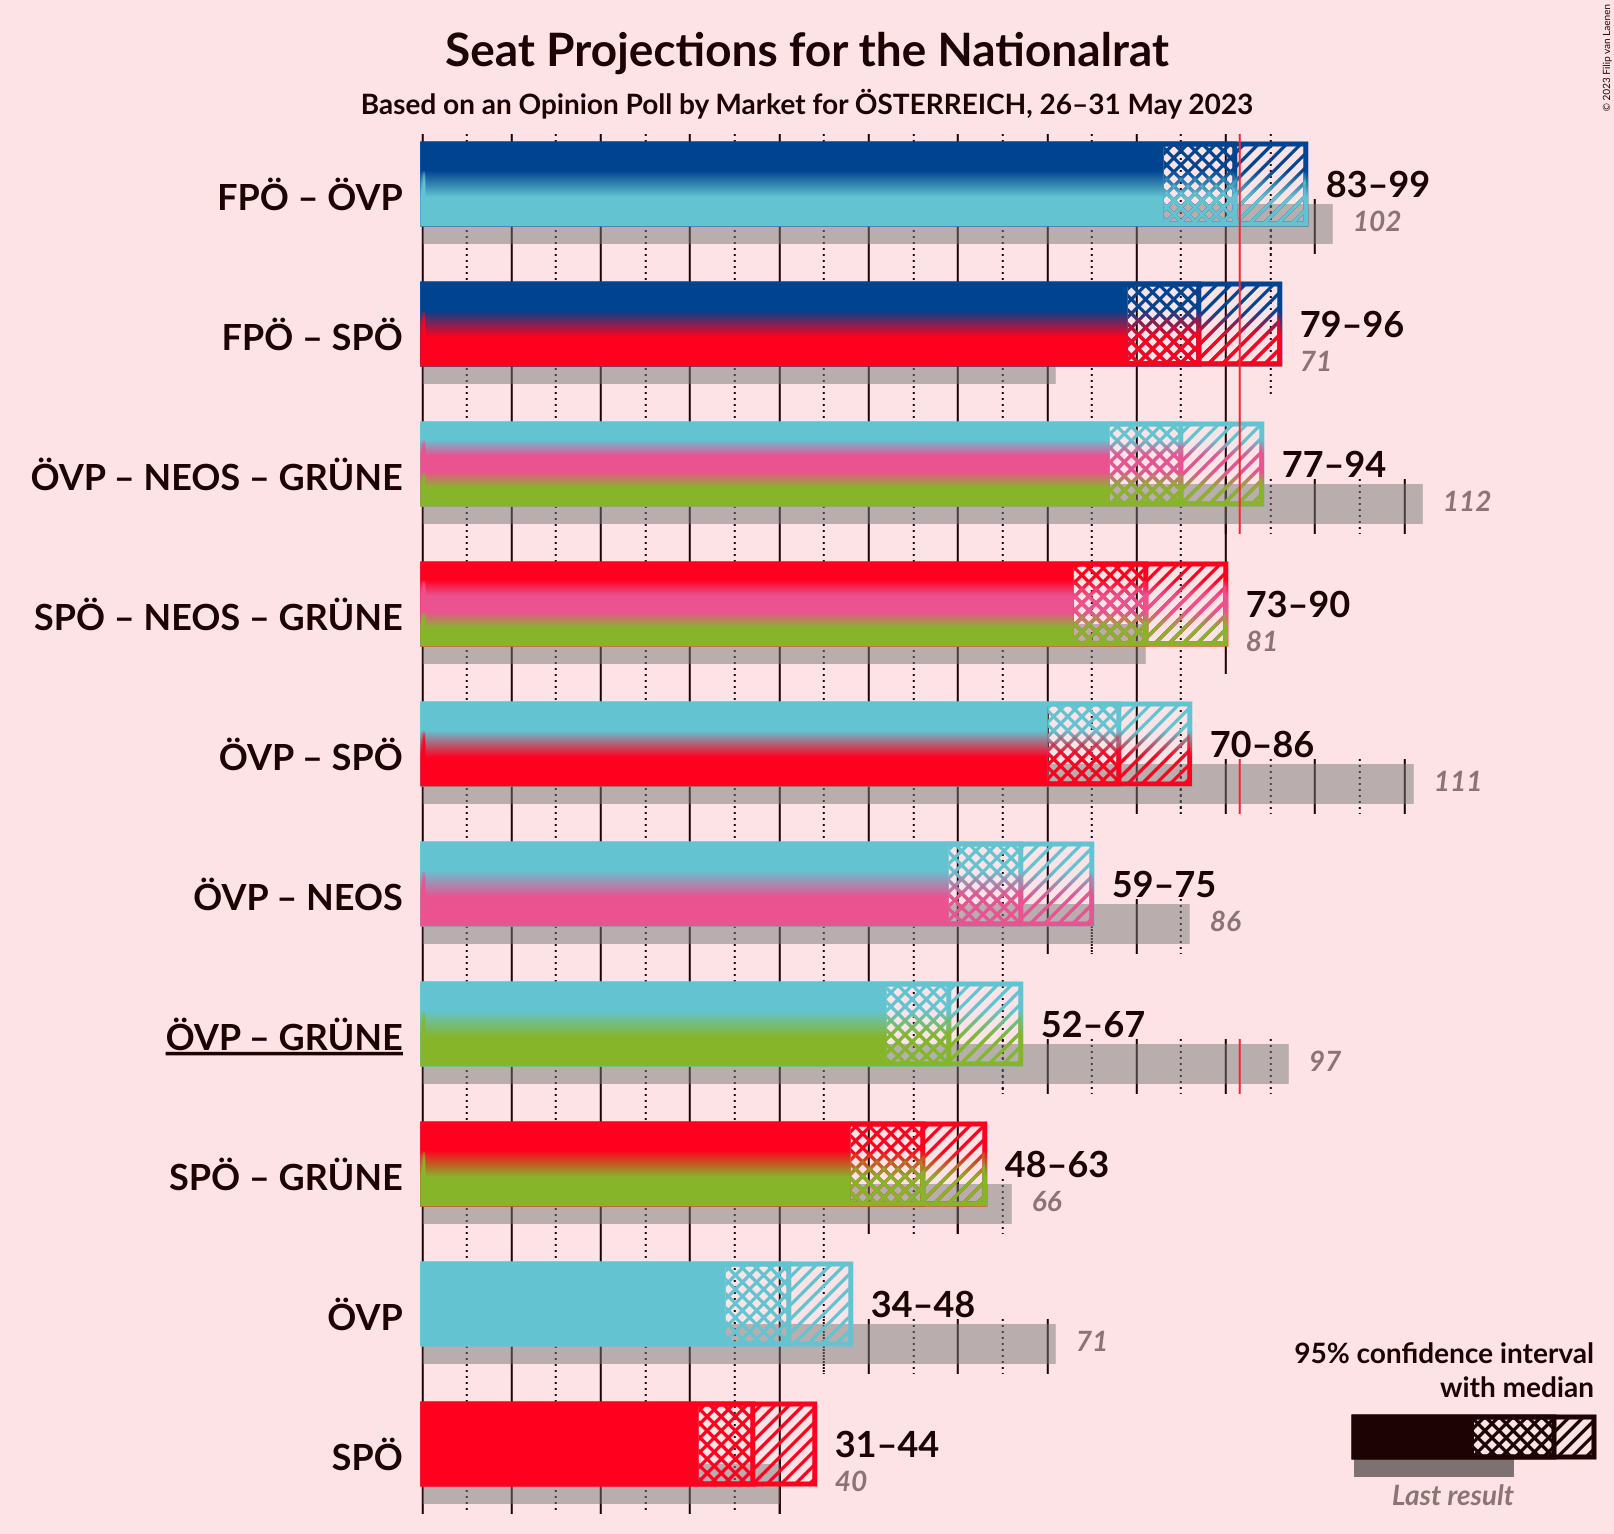 Seat Projections for the Nationalrat
Based on an Opinion Poll by Market for ÖSTERREICH, 26–31 May 2023
© 2023 Filip van Laenen
FPÖ – ÖVP
83–99
102
FPÖ – SPÖ
79–96
71
ÖVP – NEOS – GRÜNE
77–94
112
SPÖ – NEOS – GRÜNE
73–90
81
ÖVP – SPÖ
70–86
111
ÖVP – NEOS
59–75
86
ÖVP – GRÜNE
52–67
97
SPÖ – GRÜNE
48–63
66
ÖVP
34–48
71
SPÖ
31–44
40
95% confidence interval
with median
Last result